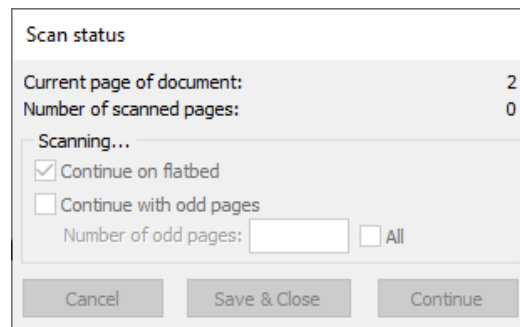 Scan status
Current page of document: 2
Number of scanned pages: 0
Scanning...
Continue on flatbed
Continue with odd pages
Number of odd pages: All
Cancel Save & Close Continue